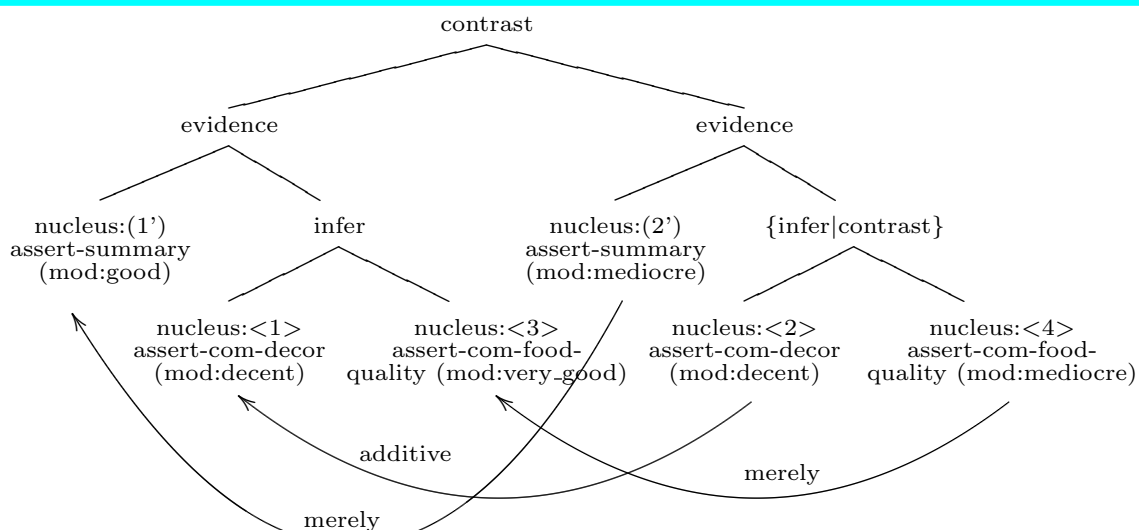 contrast
evidence
evidence
nucleus:(1')
assert-summary
(mod:good)
infer
nucleus:(2')
assert-summary
(mod:mediocre)
{infer|contrast}
nucleus:<1>
assert-com-decor
(mod:decent)
nucleus:<3>
assert-com-food-
quality (mod:very_good)
nucleus:<2>
assert-com-decor
(mod:decent)
nucleus:<4>
assert-com-food-
quality (mod:mediocre)
additive
merely
merely